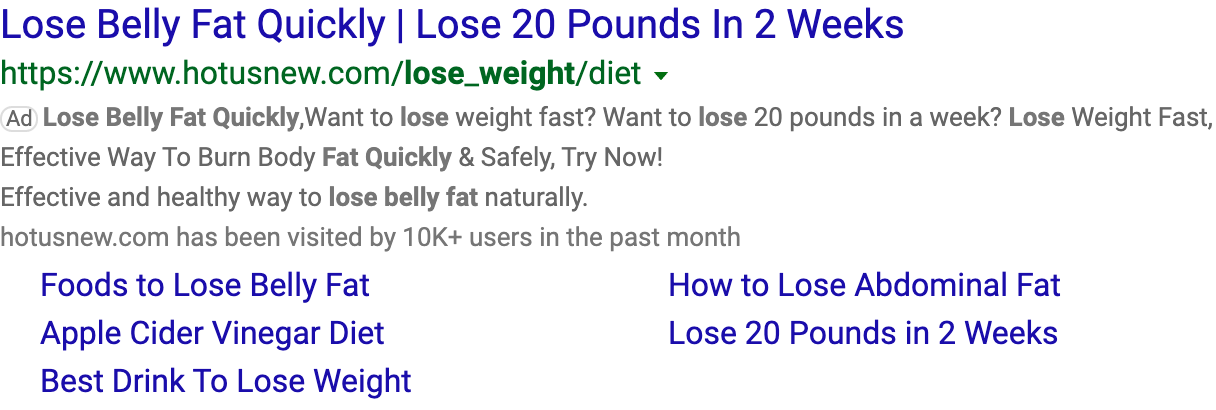 Lose Belly Fat Quickly | Lose 20 Pounds In 2 Weeks
https://www.hotusnew.com/lose_weight/diet
Ad Lose Belly Fat Quickly,Want to lose weight fast? Want to lose 20 pounds in a week? Lose Weight Fast,
Effective Way To Burn Body Fat Quickly & Safely, Try Now!
Effective and healthy way to lose belly fat naturally.
hotusnew.com has been visited by 10K+ users in the past month
Foods to Lose Belly Fat
How to Lose Abdominal Fat
Apple Cider Vinegar Diet
Lose 20 Pounds in 2 Weeks
Best Drink To Lose Weight